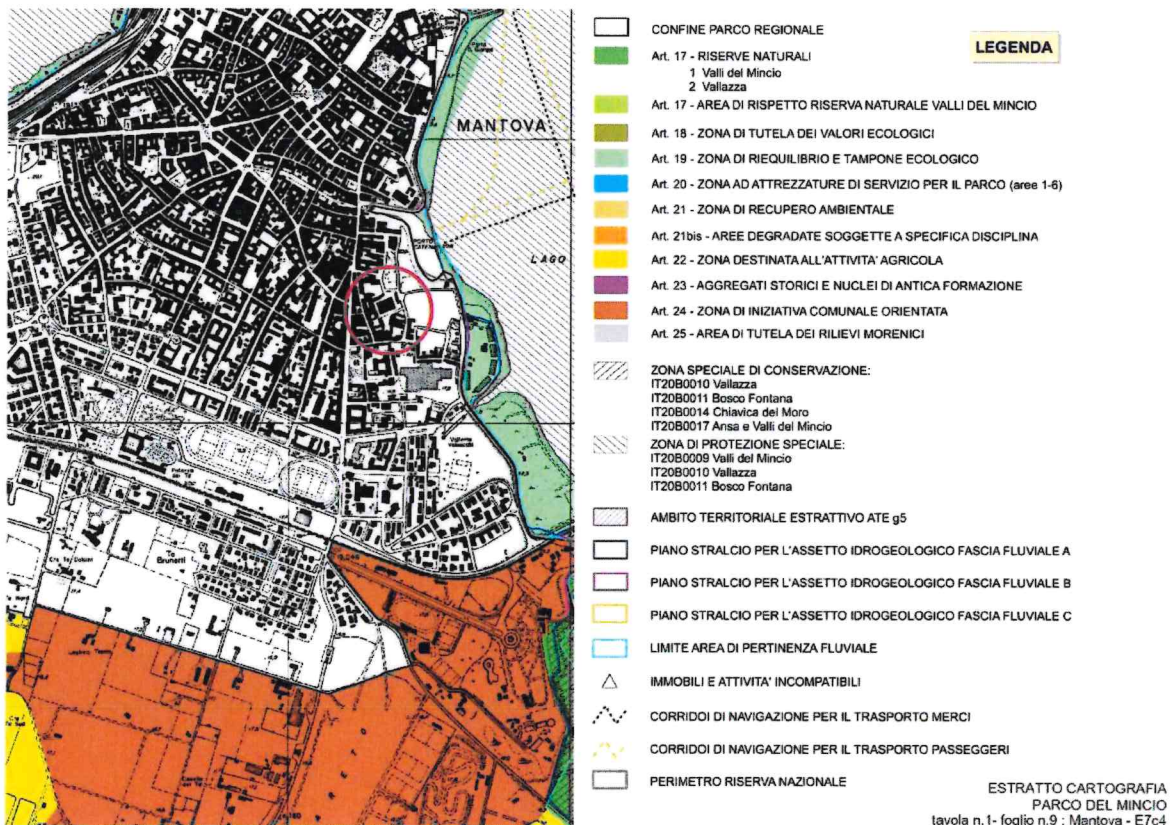 MANTOVA
LAGO
PORTO
Te
Brunetti
LEGENDA
CONFINE PARCO REGIONALE
Art. 17 - RISERVE NATURALI
1 Valli del Mincio
2 Vallazza
Art. 17 - AREA DI RISPETTO RISERVA NATURALE VALLI DEL MINCIO
Art. 18 - ZONA DI TUTELA DEI VALORI ECOLOGICI
Art. 19 - ZONA DI RIEQUILIBRIO E TAMPONE ECOLOGICO
Art. 20 - ZONA AD ATTREZZATURE DI SERVIZIO PER IL PARCO (aree 1-6)
Art. 21 - ZONA DI RECUPERO AMBIENTALE
Art. 21bis - AREE DEGRADATE SOGGETTE A SPECIFICA DISCIPLINA
Art. 22 - ZONA DESTINATA ALL'ATTIVITA' AGRICOLA
Art. 23 - AGGREGATI STORICI E NUCLEI DI ANTICA FORMAZIONE
Art. 24 - ZONA DI INIZIATIVA COMUNALE ORIENTATA
Art. 25 - AREA DI TUTELA DEI RILIEVI MORENICI
ZONA SPECIALE DI CONSERVAZIONE:
IT20B0010 Vallazza
IT20B0011 Bosco Fontana
IT20B0014 Chiavica del Moro
IT20B0017 Ansa e Valli del Mincio
ZONA DI PROTEZIONE SPECIALE:
IT20B0009 Valli del Mincio
IT20B0010 Vallazza
IT20B0011 Bosco Fontana
AMBITO TERRITORIALE ESTRATTIVO ATE g5
PIANO STRALCIO PER L'ASSETTO IDROGEOLOGICO FASCIA FLUVIALE A
PIANO STRALCIO PER L'ASSETTO IDROGEOLOGICO FASCIA FLUVIALE B
PIANO STRALCIO PER L'ASSETTO IDROGEOLOGICO FASCIA FLUVIALE C
LIMITE AREA DI PERTINENZA FLUVIALE
IMMOBILI E ATTIVITA' INCOMPATIBILI
CORRIDOI DI NAVIGAZIONE PER IL TRASPORTO MERCI
CORRIDOI DI NAVIGAZIONE PER IL TRASPORTO PASSEGGERI
PERIMETRO RISERVA NAZIONALE
ESTRATTO CARTOGRAFIA
PARCO DEL MINCIO
tavola n.1- foglio n.9 : Mantova - E7c4